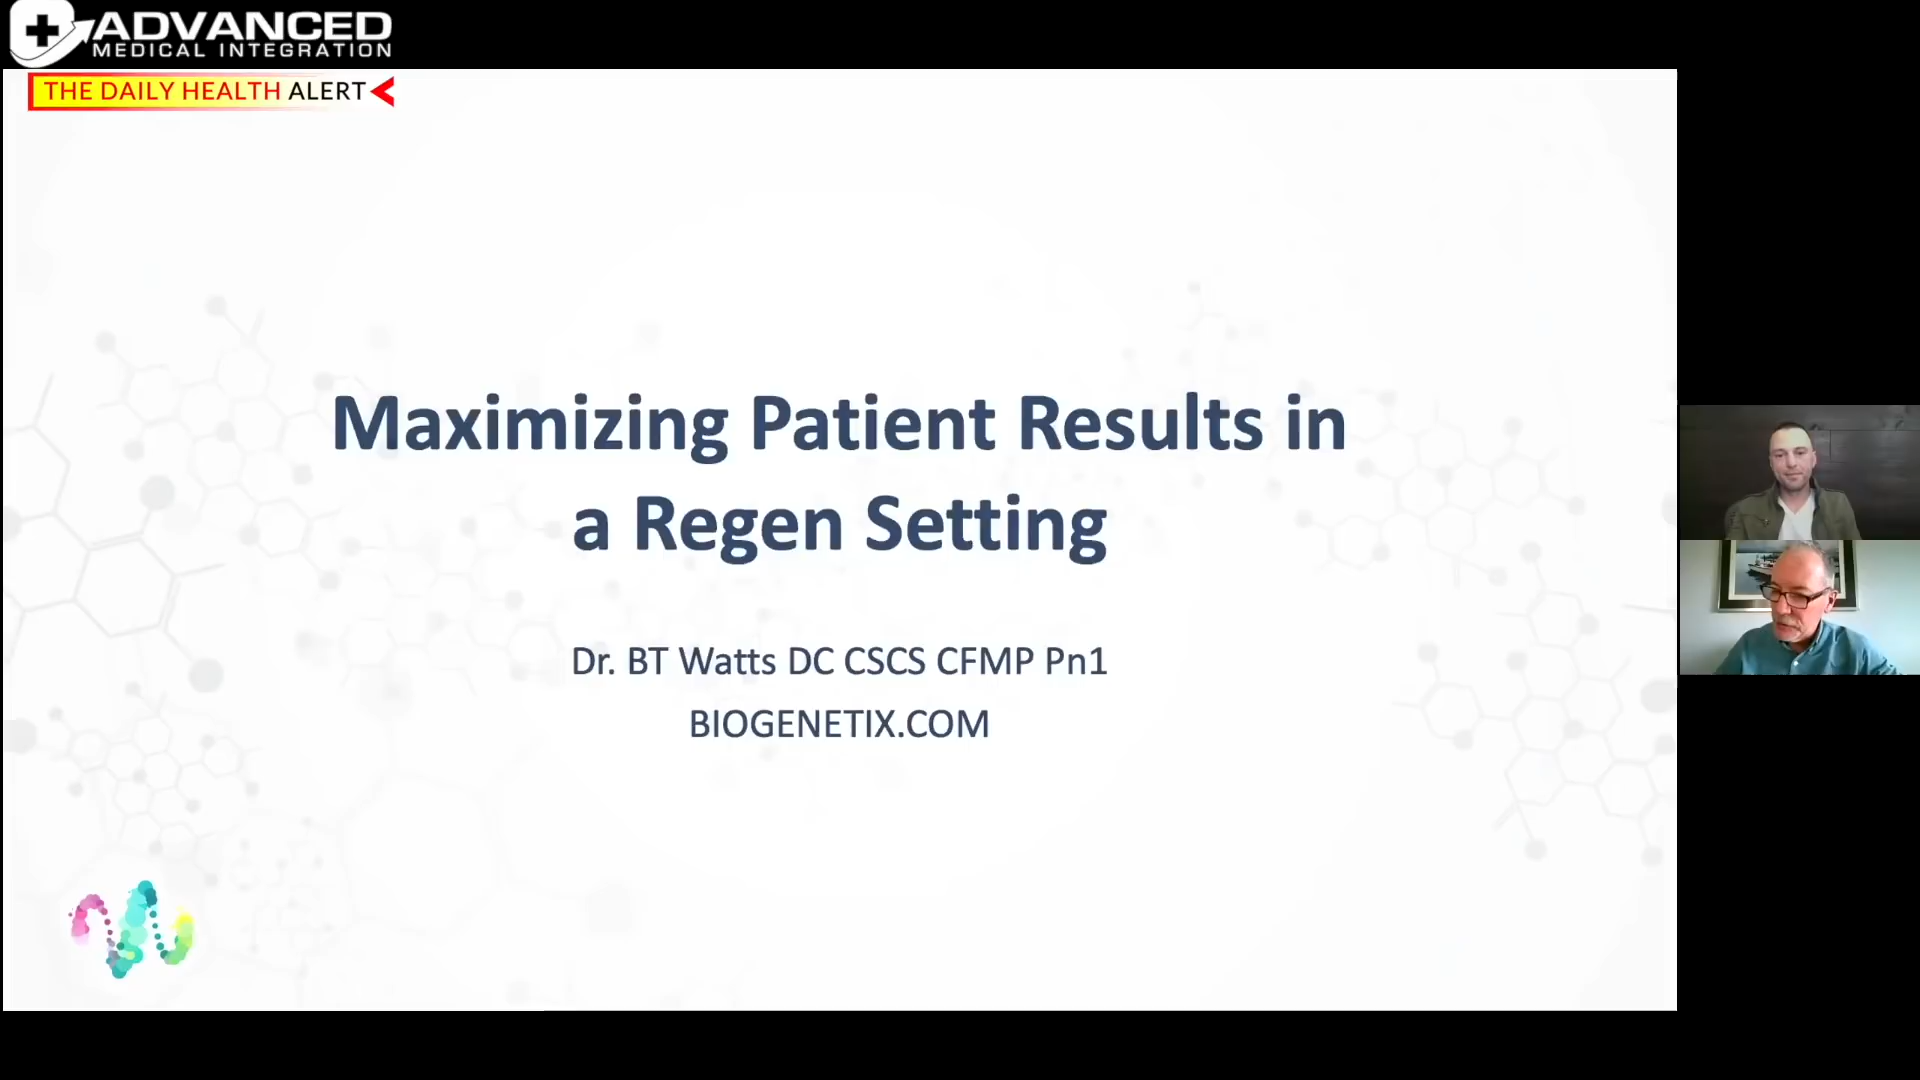 ADVANCED
MEDICAL INTEGRATION
THE DAILY HEALTH ALERT
Maximizing Patient Results in
a Regen Setting
Dr. BT Watts DC CSCS CFMP Pn1
BIOGENETIX.COM